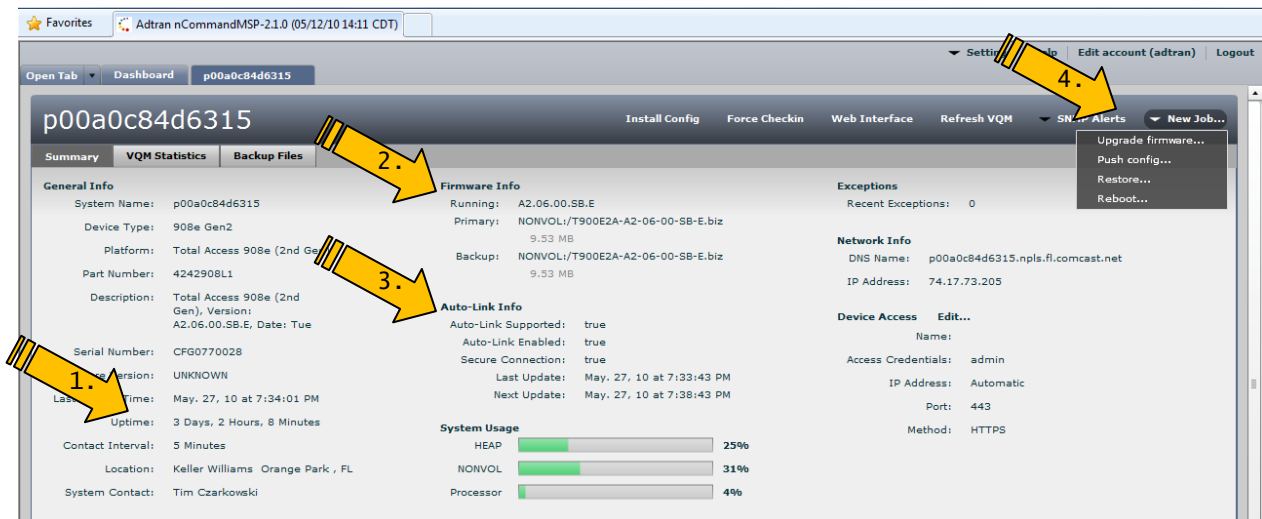 Favorites
Adtran nCommandMSP-2.1.0 (05/12/10 14:11 CDT)
Edit account (adtran) Logout
Open Tab Dashboard p00a0c84d6315
4.
p00a0c84d6315
Install Config Force Checkin Web Interface Refresh VQM Alerts New Job...
Upgrade firmware...
Push config...
Restore...
Reboot...
Summary VQM Statistics Backup Files
2.
General Info
System Name: p00a0c84d6315
Device Type: 908e Gen2
Platform: Total Access 908e (2nd
Part Number: 4242908L1
Description: Total Access 908e (2nd
Gen), Version:
A2.06.00.SB.E, Date: Tue
Serial Number: CFG0770028
UNKNOWN
1.
Time: May. 27, 10 at 7:34:01 PM
Uptime: 3 Days, 2 Hours, 8 Minutes
Contact Interval: 5 Minutes
Location: Keller Williams Orange Park , FL
System Contact: Tim Czarkowski
Firmware Info
Running: A2.06.00.SB.E
Primary: NONVOL:/T900E2A-A2-06-00-SB-E.biz
9.53 MB
Backup: NONVOL:/T900E2A-A2-06-00-SB-E.biz
9.53 MB
3.
Auto-Link Info
Auto-Link Supported: true
Auto-Link Enabled: true
Secure Connection: true
Last Update: May. 27, 10 at 7:33:43 PM
Next Update: May. 27, 10 at 7:38:43 PM
System Usage
HEAP 25%
NONVOL 31%
Processor 4%
Exceptions
Recent Exceptions: 0
Network Info
DNS Name: p00a0c84d6315.npls.fl.comcast.net
IP Address: 74.17.73.205
Device Access Edit...
Name:
Access Credentials: admin
IP Address: Automatic
Port: 443
Method: HTTPS